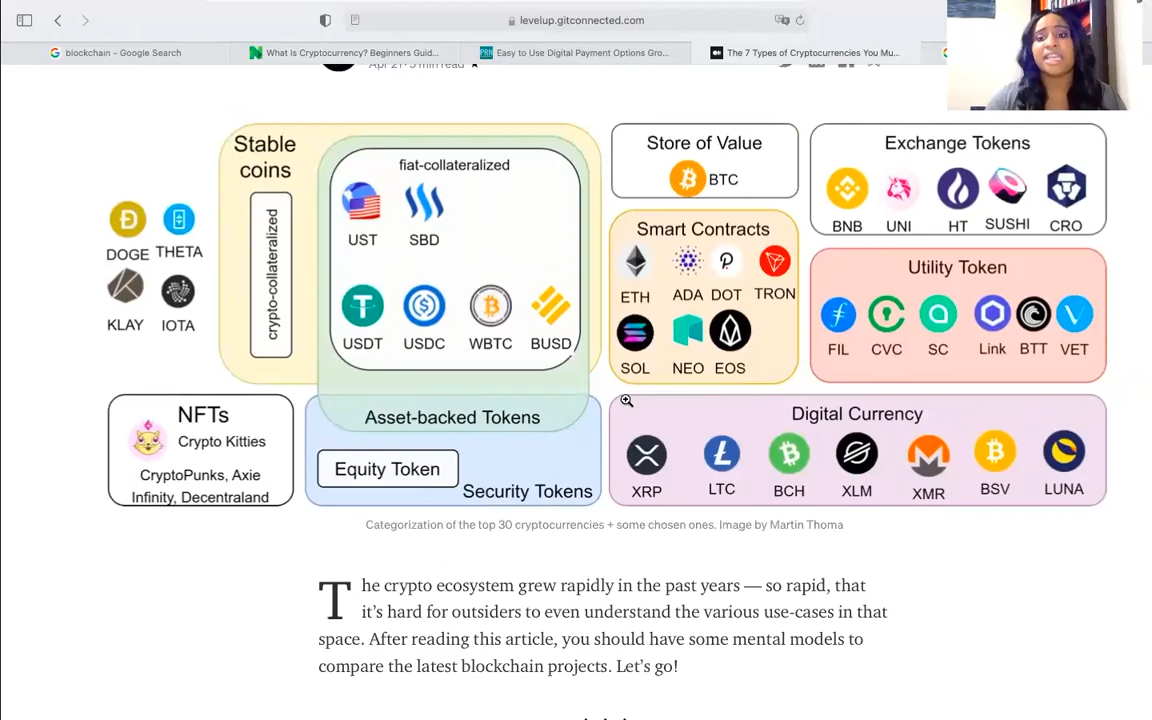 levelup.gitconnected.com
blockchain - Google Search
What Is Cryptocurrency? Beginners Guid...
Easy to Use Digital Payment Options Gro...
The 7 Types of Cryptocurrencies You Mu...
Apr 21 · 5 min read
Stable
coins
crypto-collateralized
fiat-collateralized
UST SBD
USDT USDC WBTC BUSD
DOGE THETA
KLAY IOTA
Store of Value
BTC
Exchange Tokens
BNB UNI HT SUSHI CRO
Smart Contracts
ETH ADA DOT TRON
SOL NEO EOS
Utility Token
FIL CVC SC Link BTT VET
NFTs
Crypto Kitties
CryptoPunks, Axie
Infinity, Decentraland
Asset-backed Tokens
Equity Token
Security Tokens
Digital Currency
XRP LTC BCH XLM XMR BSV LUNA
Categorization of the top 30 cryptocurrencies + some chosen ones. Image by Martin Thoma
The crypto ecosystem grew rapidly in the past years — so rapid, that
it's hard for outsiders to even understand the various use-cases in that
space. After reading this article, you should have some mental models to
compare the latest blockchain projects. Let's go!